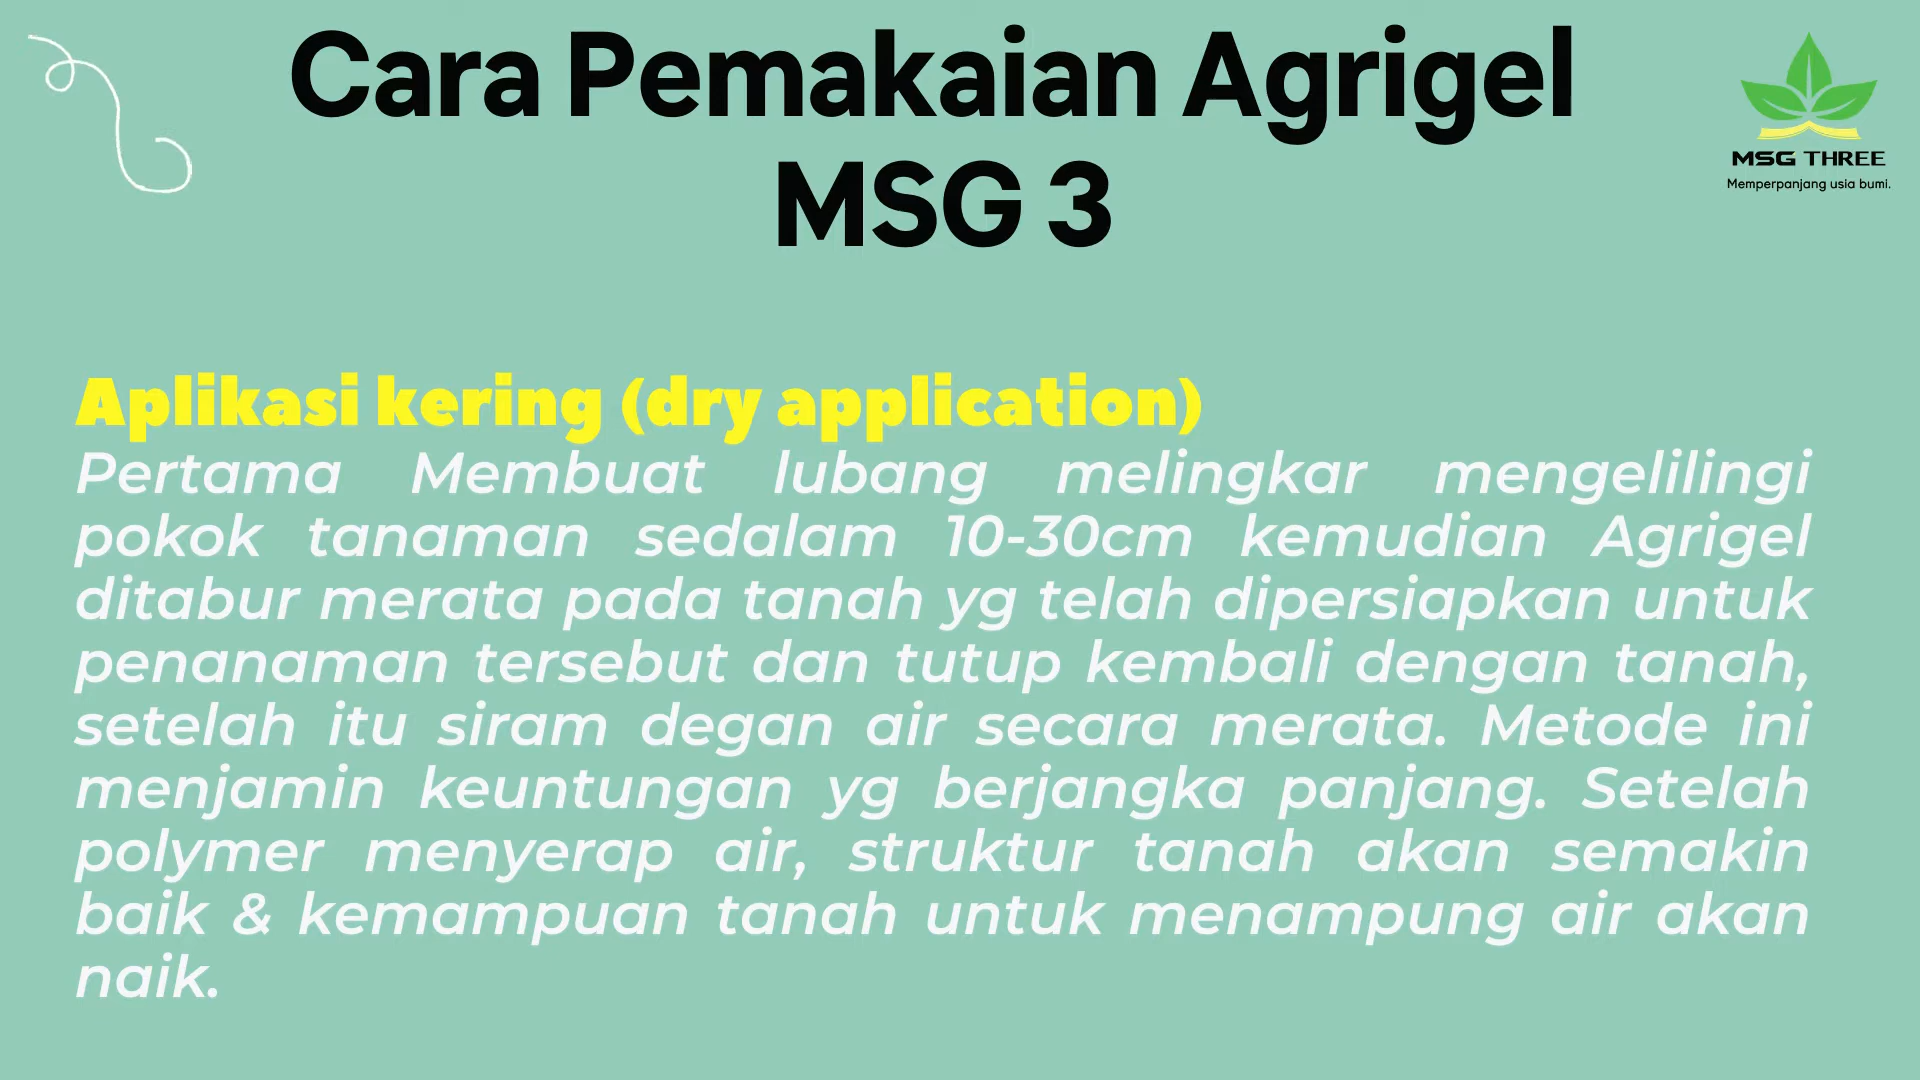 Cara Pemakaian Agrigel
MSG 3
MSG THREE
Memperpanjang usia bumi.
Aplikasi kering (dry application)
Pertama Membuat lubang melingkar mengelilingi
pokok tanaman sedalam 10-30cm kemudian Agrigel
ditabur merata pada tanah yg telah dipersiapkan untuk
penanaman tersebut dan tutup kembali dengan tanah,
setelah itu siram degan air secara merata. Metode ini
menjamin keuntungan yg berjangka panjang. Setelah
polymer menyerap air, struktur tanah akan semakin
baik & kemampuan tanah untuk menampung air akan
naik.